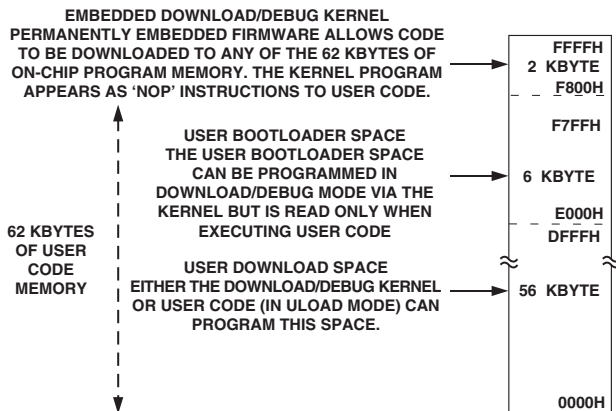 EMBEDDED DOWNLOAD/DEBUG KERNEL
PERMANENTLY EMBEDDED FIRMWARE ALLOWS CODE
TO BE DOWNLOADED TO ANY OF THE 62 KBYTES OF
ON-CHIP PROGRAM MEMORY. THE KERNEL PROGRAM
APPEARS AS ‘NOP’ INSTRUCTIONS TO USER CODE.
FFFFH
2 KBYTE
F800H
USER BOOTLOADER SPACE
THE USER BOOTLOADER SPACE
CAN BE PROGRAMMED IN
DOWNLOAD/DEBUG MODE VIA THE
KERNEL BUT IS READ ONLY WHEN
EXECUTING USER CODE
F7FFH
6 KBYTE
E000H
DFFFH
62 KBYTES
OF USER
CODE
MEMORY
USER DOWNLOAD SPACE
EITHER THE DOWNLOAD/DEBUG KERNEL
OR USER CODE (IN ULOAD MODE) CAN
PROGRAM THIS SPACE.
56 KBYTE
0000H